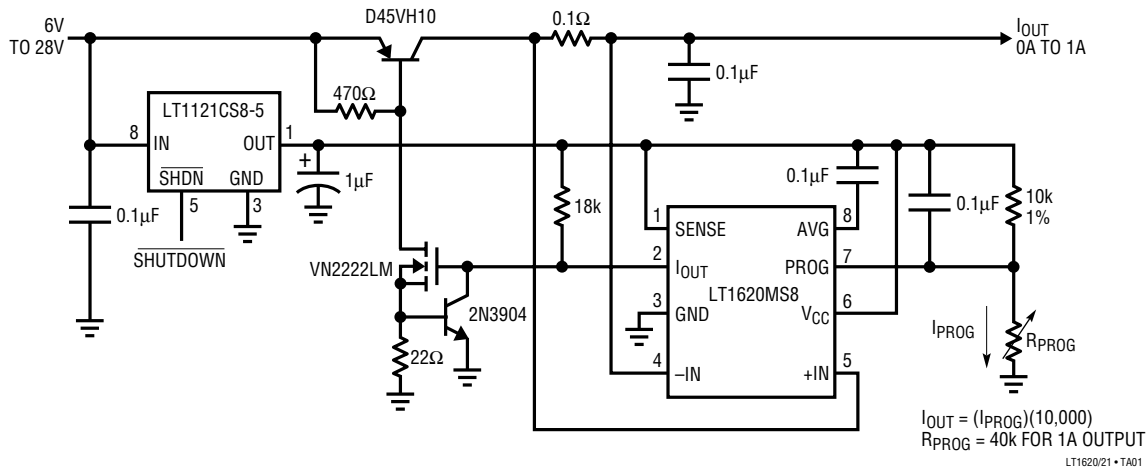 D45VH10
6V
TO 28V
0.1Ω
IOUT
0A TO 1A
0.1µF
470Ω
LT1121CS8-5
8
IN
OUT
1
SHDN
GND
5
3
+
1µF
0.1µF
SHUTDOWN
18k
0.1µF
0.1µF
10k
1%
1
SENSE
AVG
8
2
IOUT
PROG
7
LT1620MS8
3
GND
VCC
6
4
–IN
+IN
5
VN2222LM
2N3904
22Ω
IPROG
RPROG
IOUT = (IPROG)(10,000)
RPROG = 40k FOR 1A OUTPUT
LT1620/21 • TA01